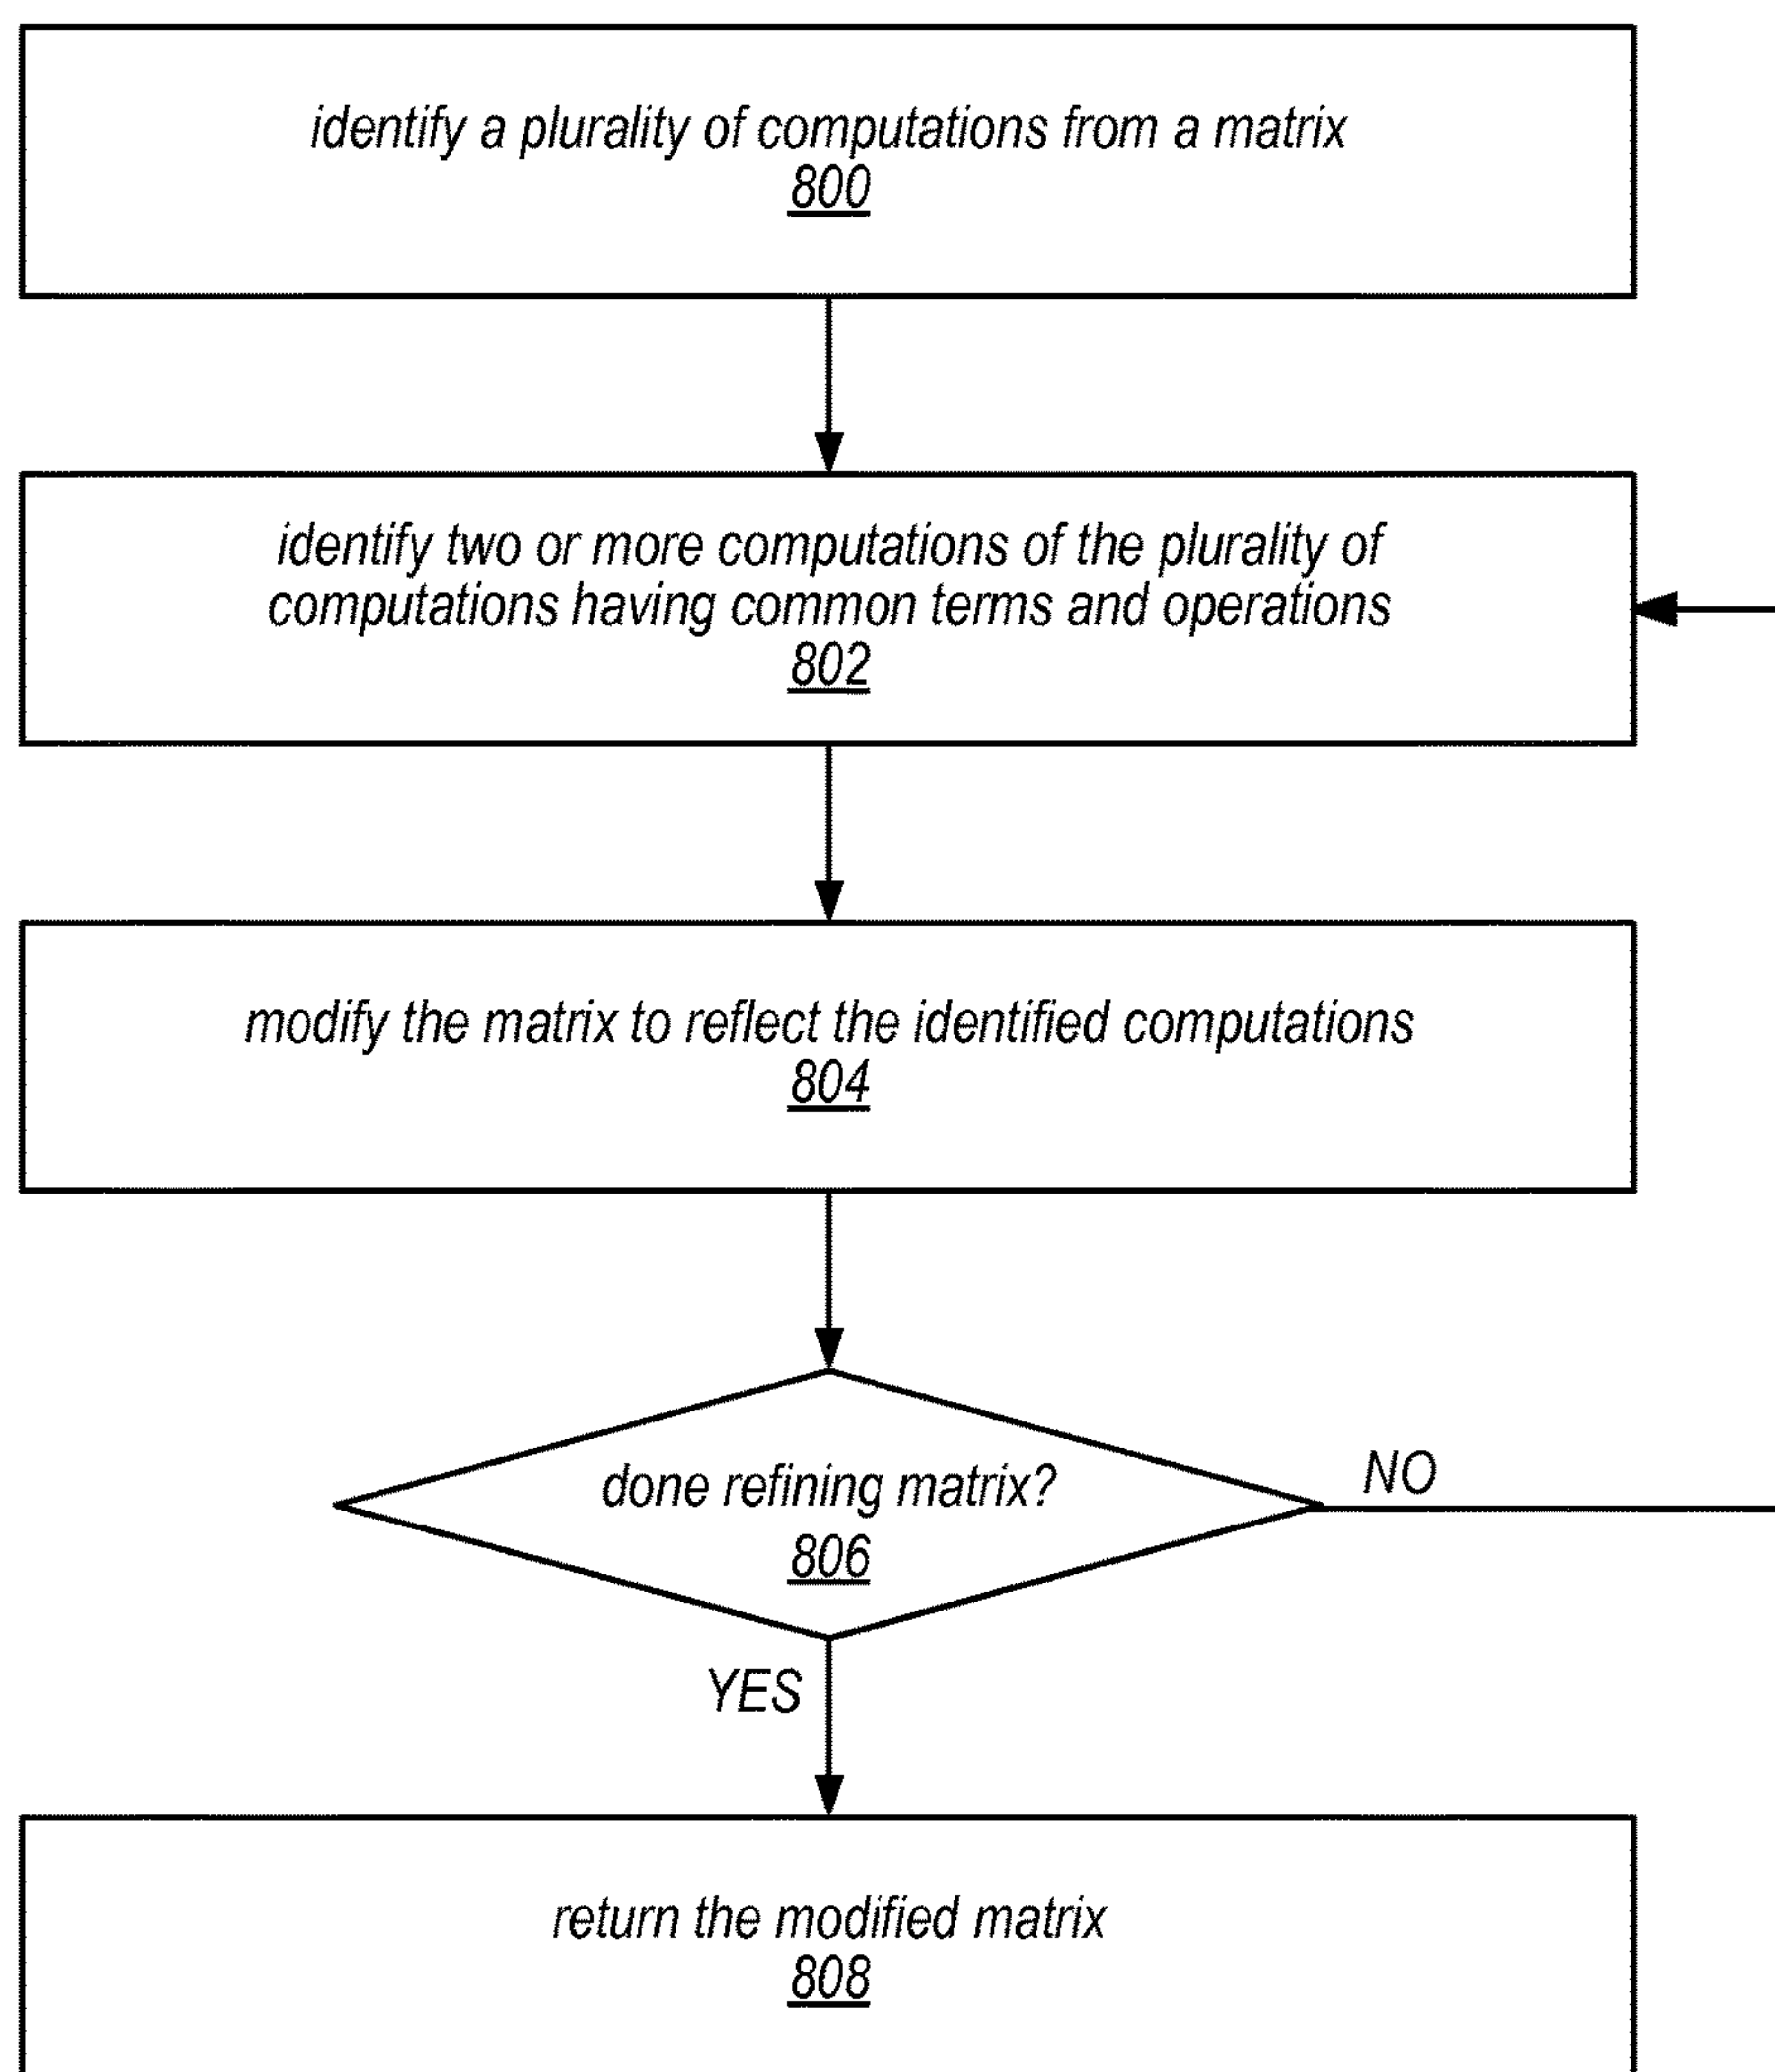 identify a plurality of computations from a matrix
800
identify two or more computations of the plurality of
computations having common terms and operations
802
modify the matrix to reflect the identified computations
804
done refining matrix?
806
NO
YES
return the modified matrix
808